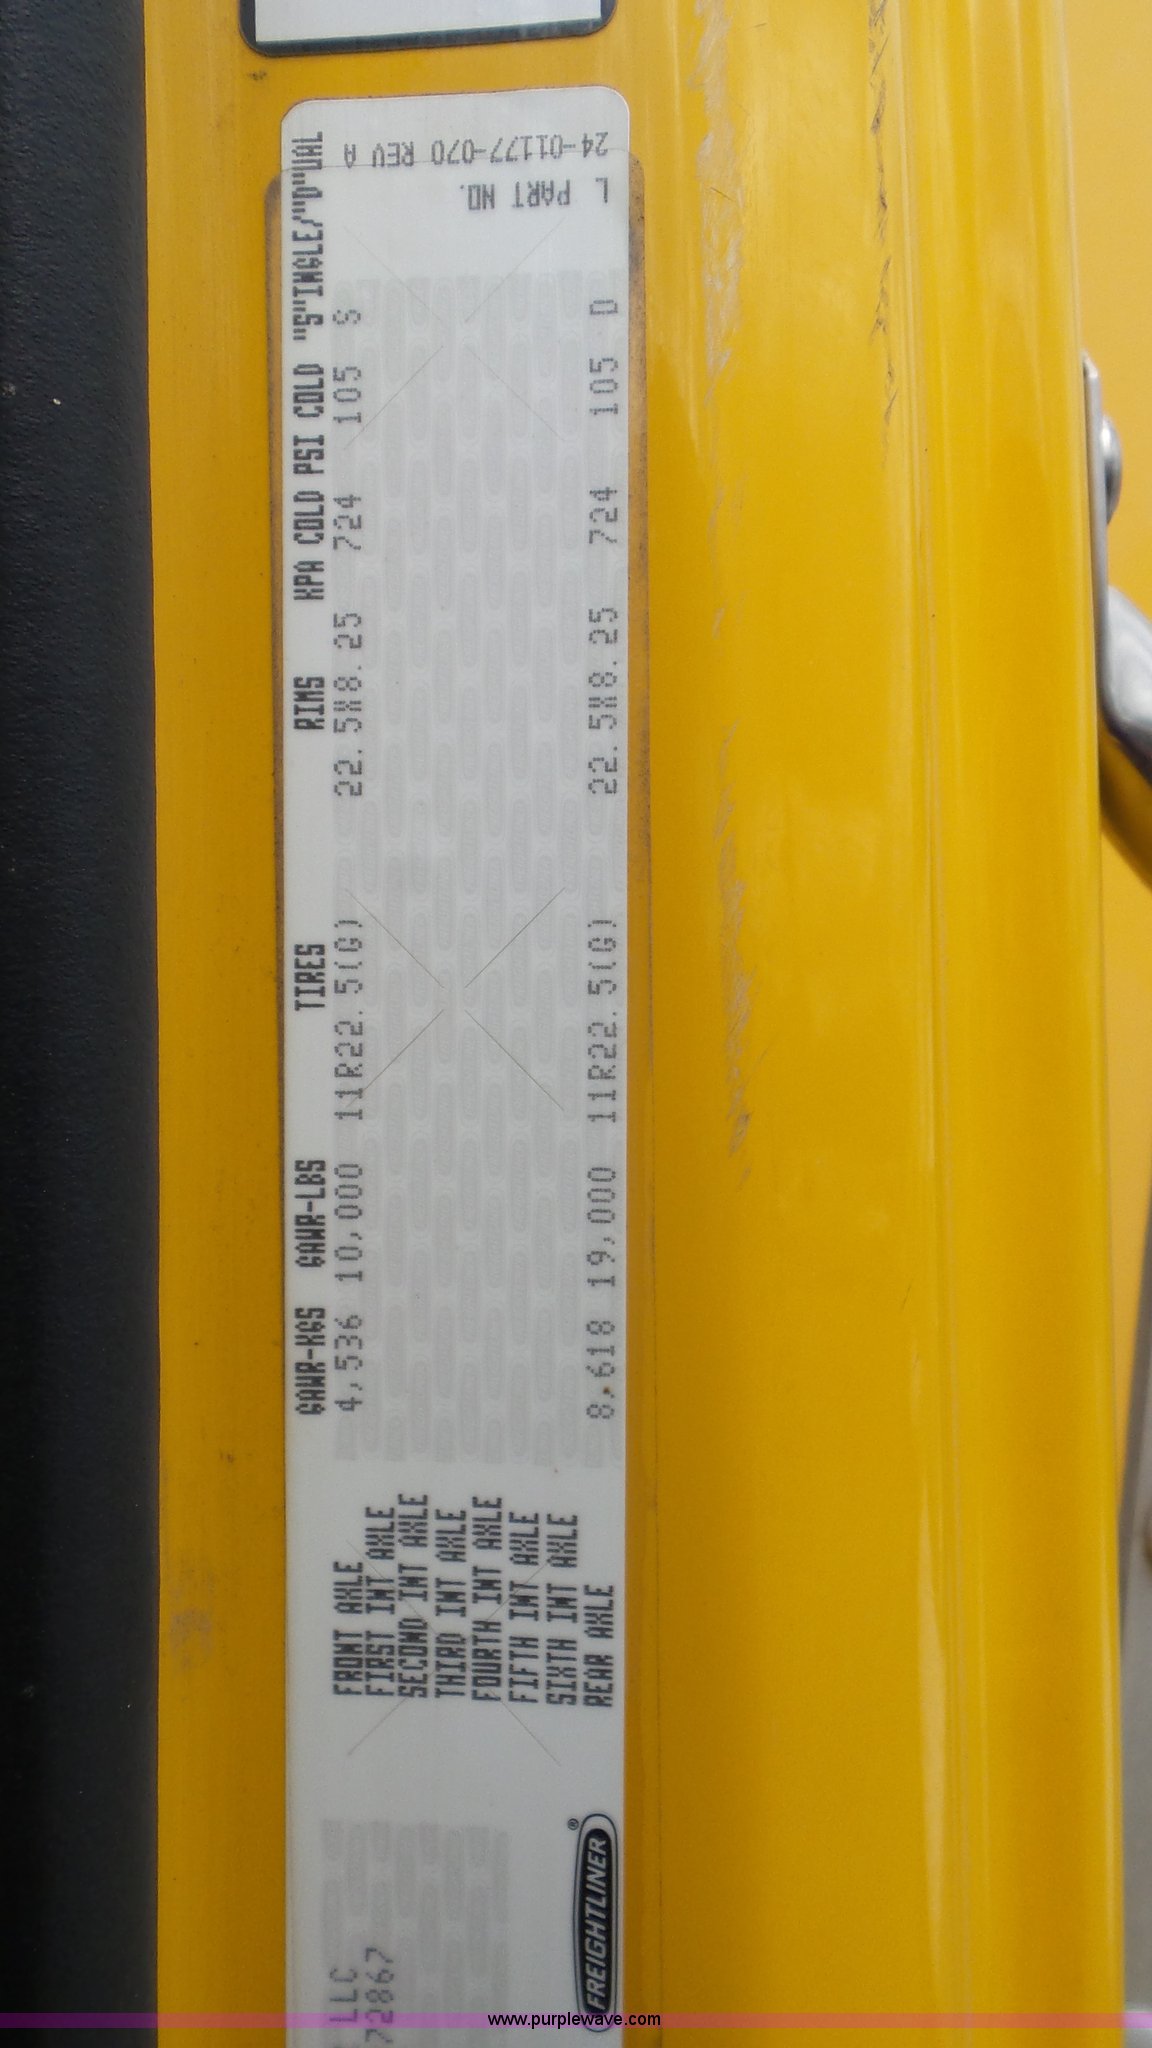 GAWR-KGS GAWR-LBS TIRES RIMS KPA COLD PSI COLD "S"INGLE/"D"UAL
FRONT AXLE 4,536 10,000 11R22.5(G) 22.5X8.25 724 105 S
FIRST INT AXLE
SECOND INT AXLE
THIRD INT AXLE
FOURTH INT AXLE
FIFTH INT AXLE
SIXTH INT AXLE
REAR AXLE 8,618 19,000 11R22.5(G) 22.5X8.25 724 105 D
LLC
72867
FREIGHTLINER®
L PART NO.
24-01177-070 REV A
www.purplewave.com